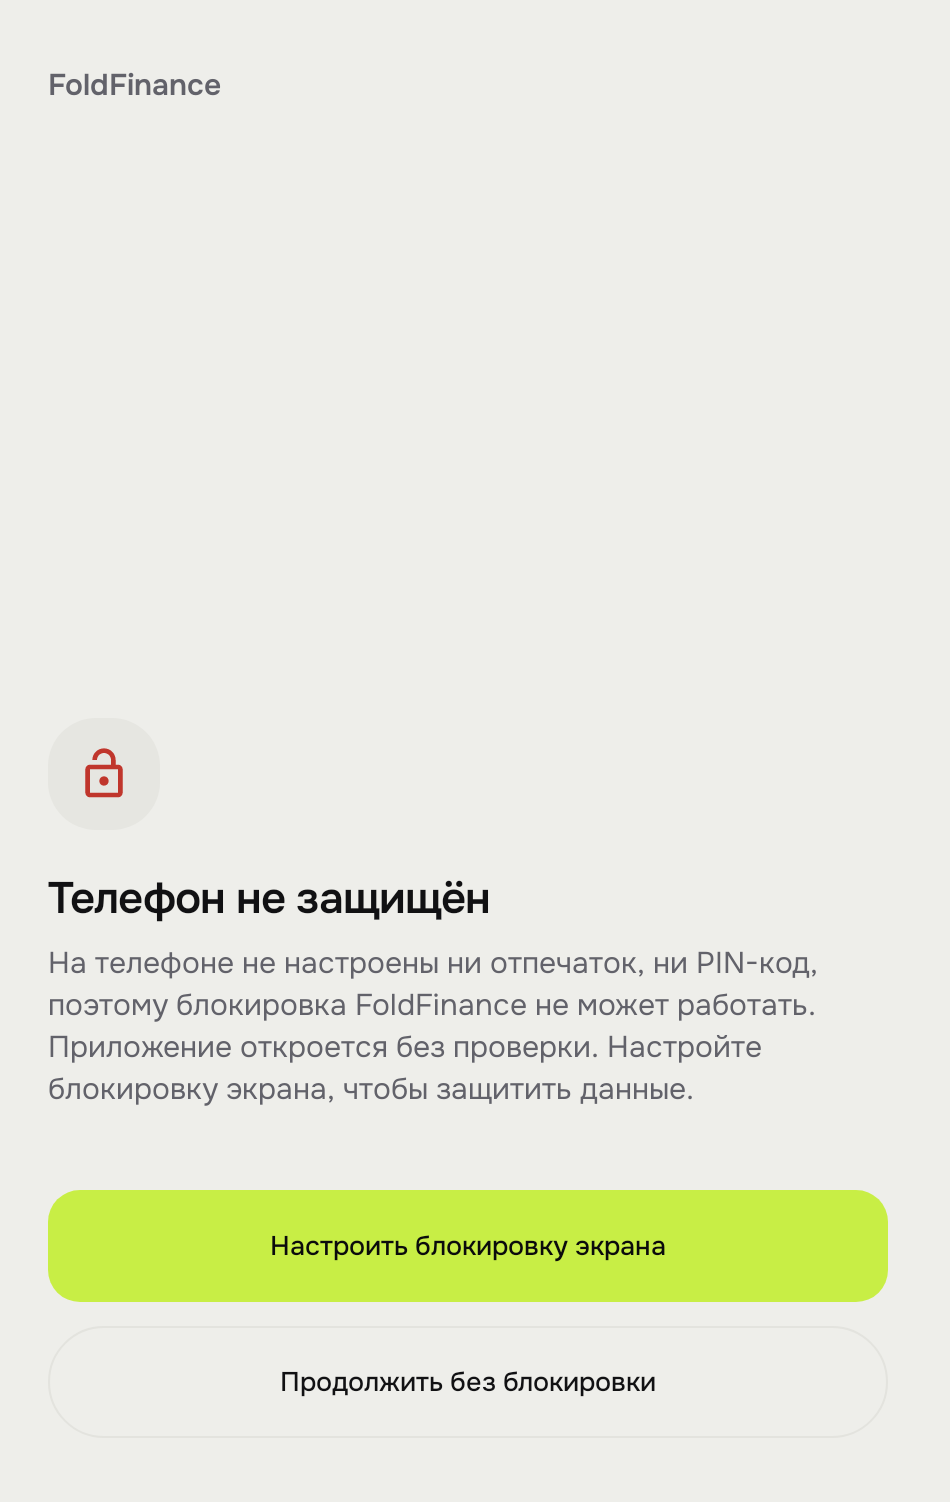 FoldFinance
Телефон не защищён
На телефоне не настроены ни отпечаток, ни PIN-код,
поэтому блокировка FoldFinance не может работать.
Приложение откроется без проверки. Настройте
блокировку экрана, чтобы защитить данные.
Настроить блокировку экрана
Продолжить без блокировки